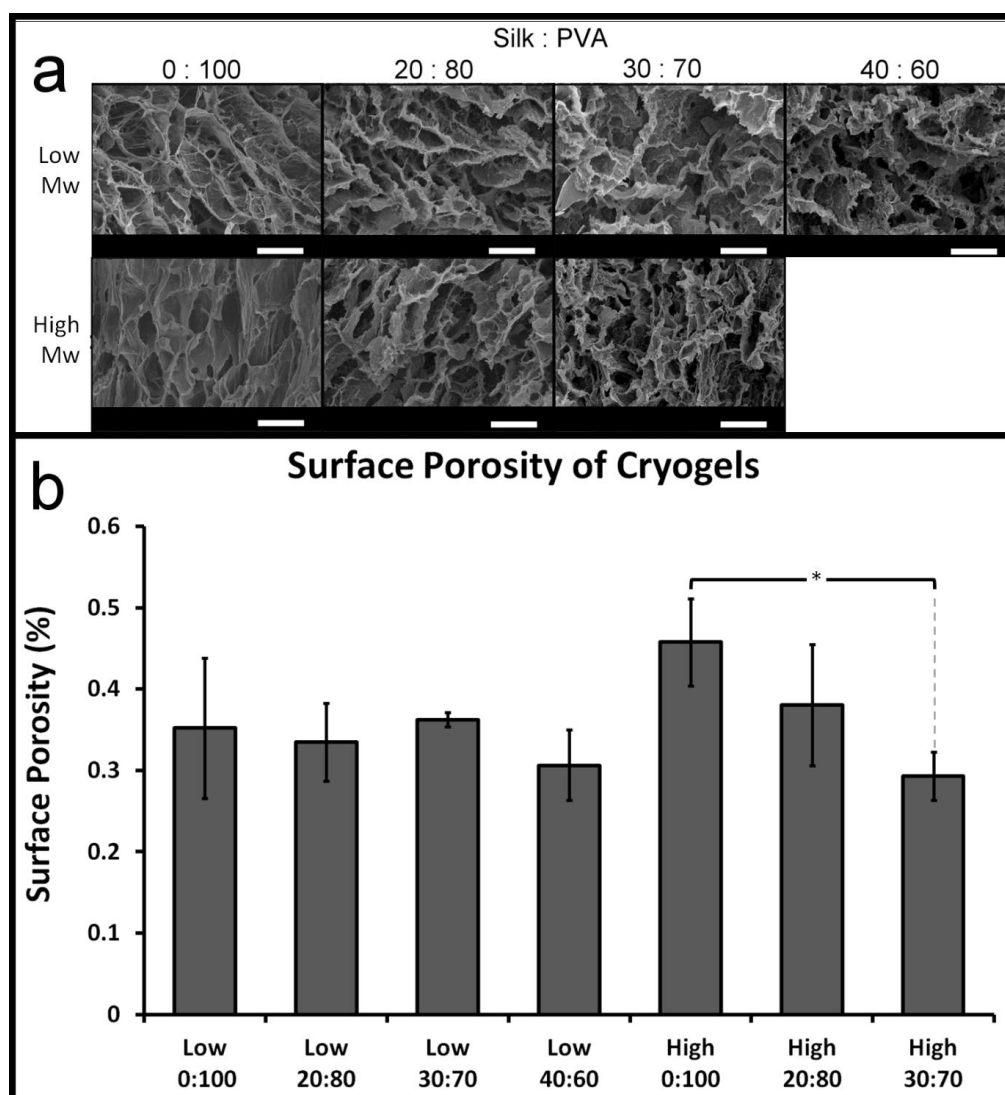 a
Silk : PVA
0 : 100 20 : 80 30 : 70 40 : 60
Low
Mw
High
Mw
b
Surface Porosity of Cryogels
Surface Porosity (%)
0.6
0.5
0.4
0.3
0.2
0.1
0
*
Low Low Low Low High High High
0:100 20:80 30:70 40:60 0:100 20:80 30:70